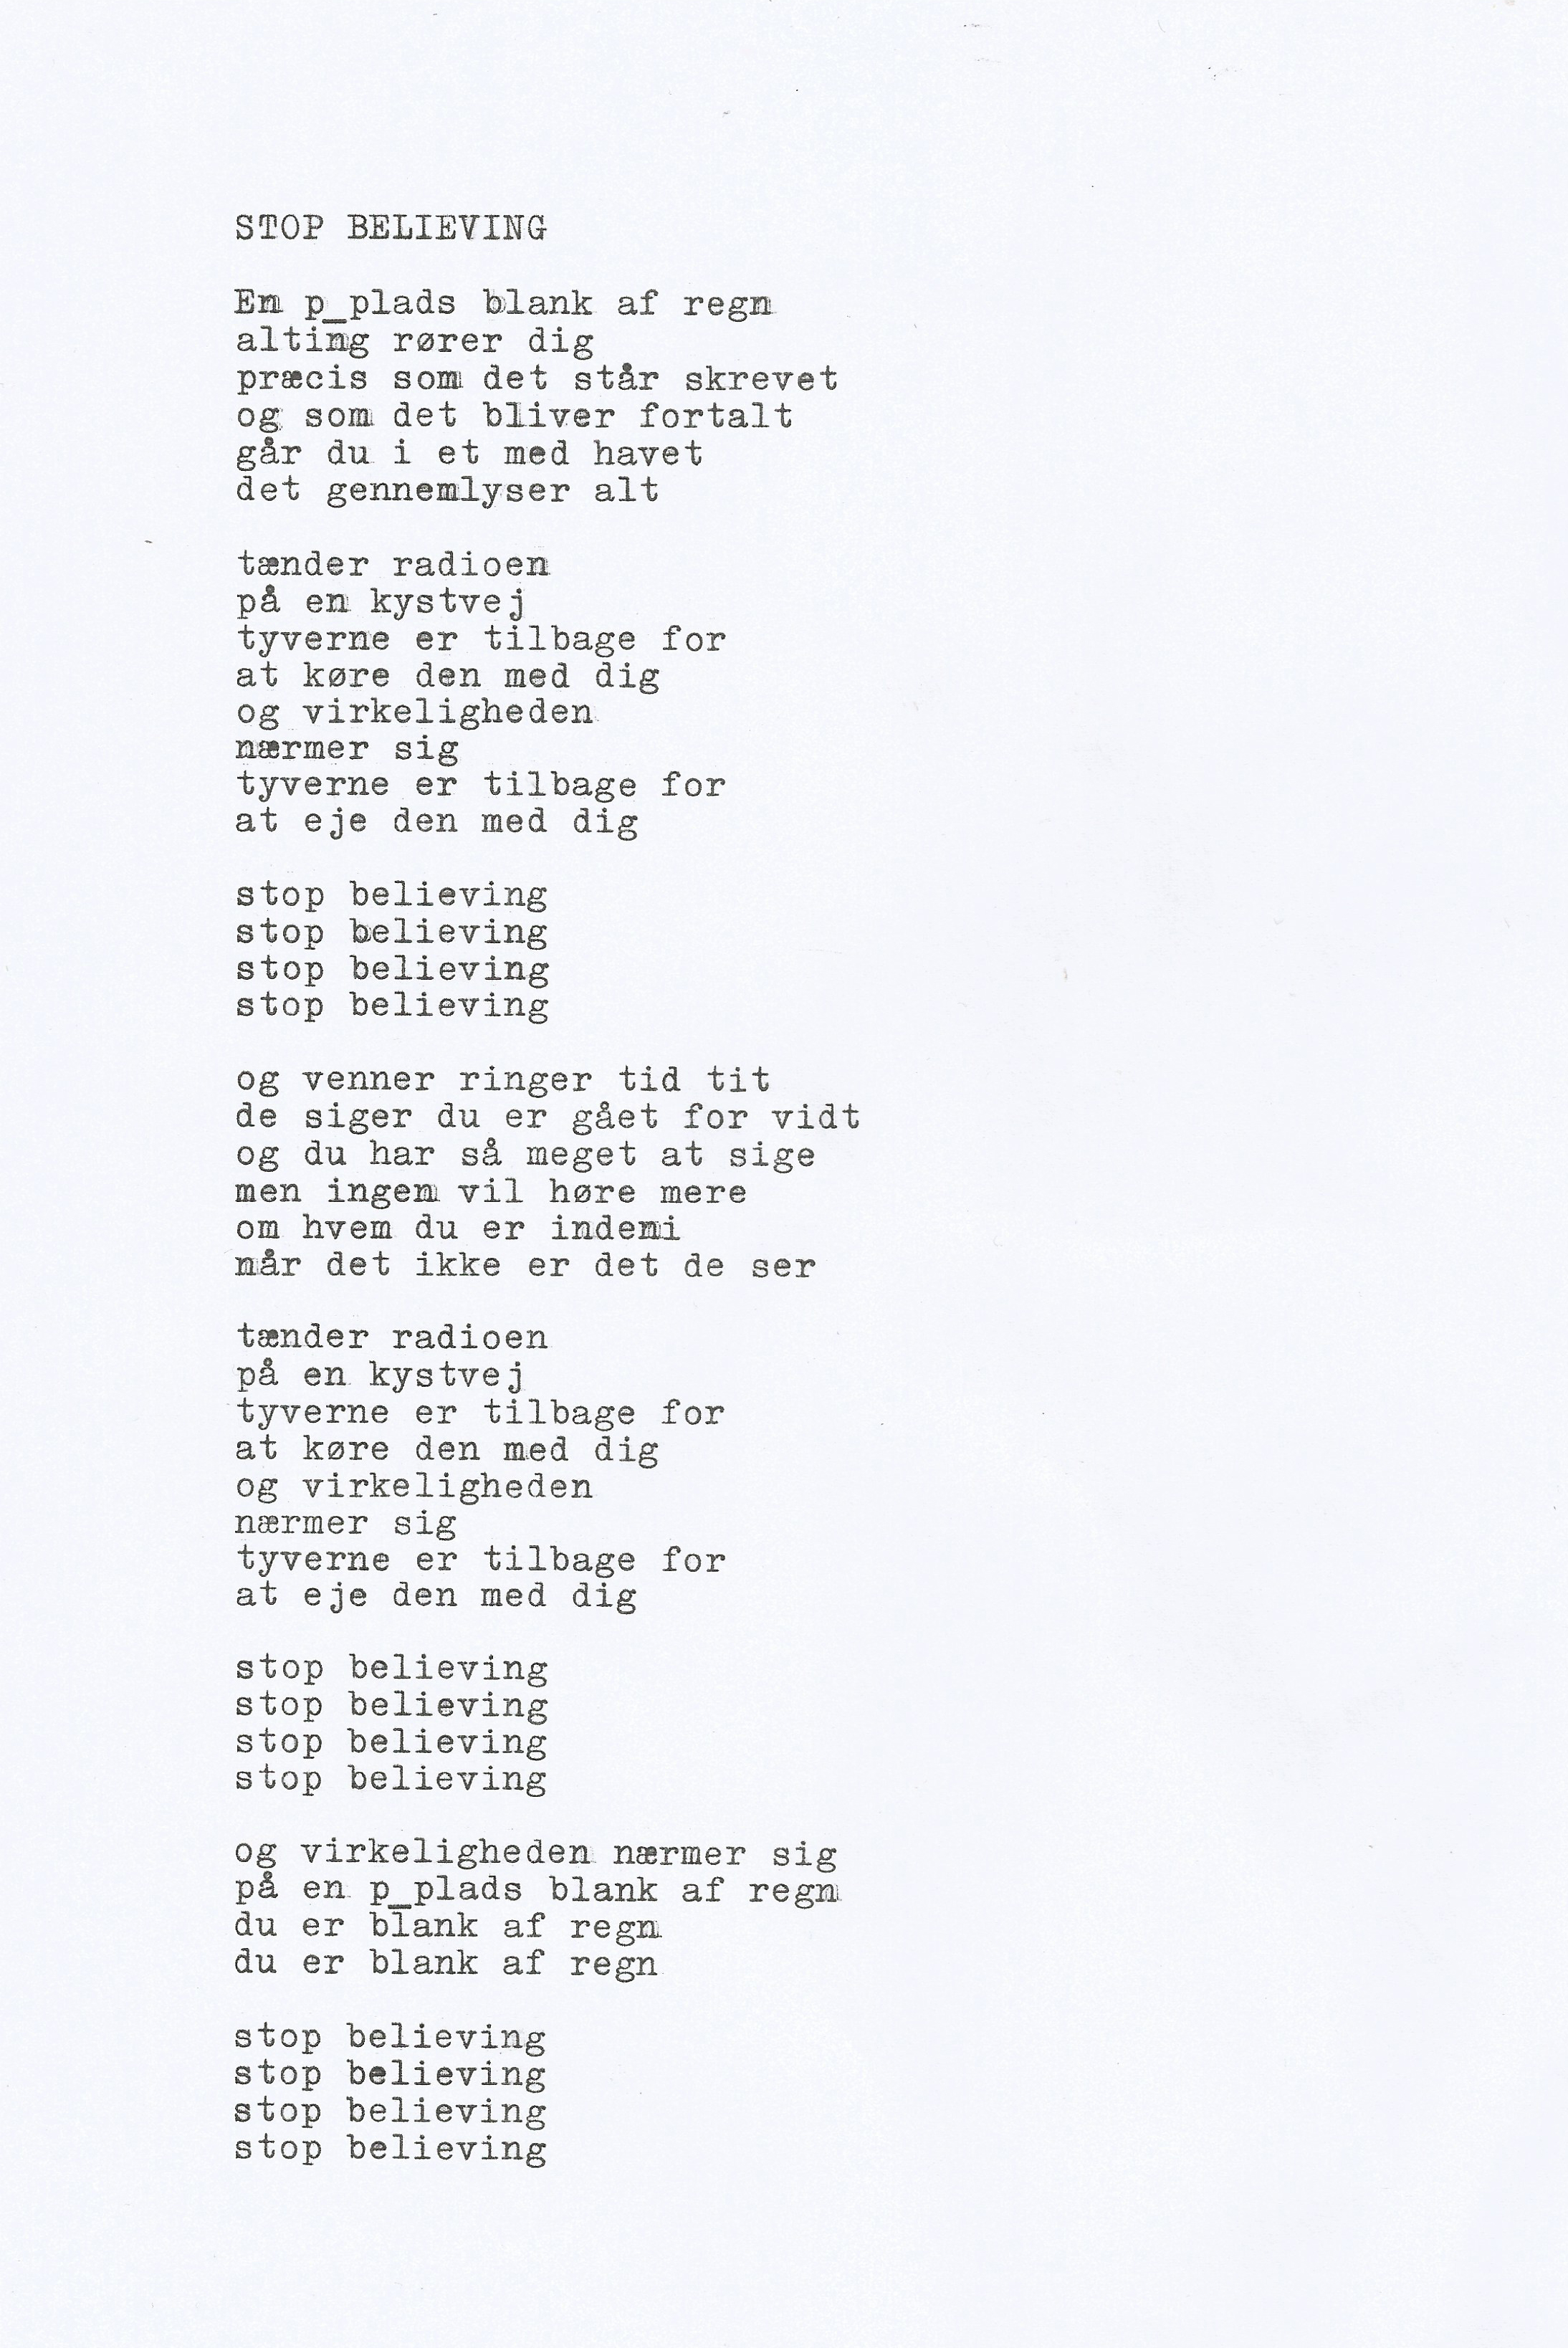 STOP BELIEVING
En p_plads blank af regn
alting rører dig
præcis som det står skrevet
og som det bliver fortalt
går du i et med havet
det gennemlyser alt
tænder radioen
på en kystvej
tyverne er tilbage for
at køre den med dig
og virkeligheden
nærmer sig
tyverne er tilbage for
at eje den med dig
stop believing
stop believing
stop believing
stop believing
og venner ringer tid tit
de siger du er gået for vidt
og du har så meget at sige
men ingen vil høre mere
om hvem du er indeni
når det ikke er det de ser
tænder radioen
på en kystvej
tyverne er tilbage for
at køre den med dig
og virkeligheden
nærmer sig
tyverne er tilbage for
at eje den med dig
stop believing
stop believing
stop believing
stop believing
og virkeligheden nærmer sig
på en p_plads blank af regn
du er blank af regn
du er blank af regn
stop believing
stop believing
stop believing
stop believing